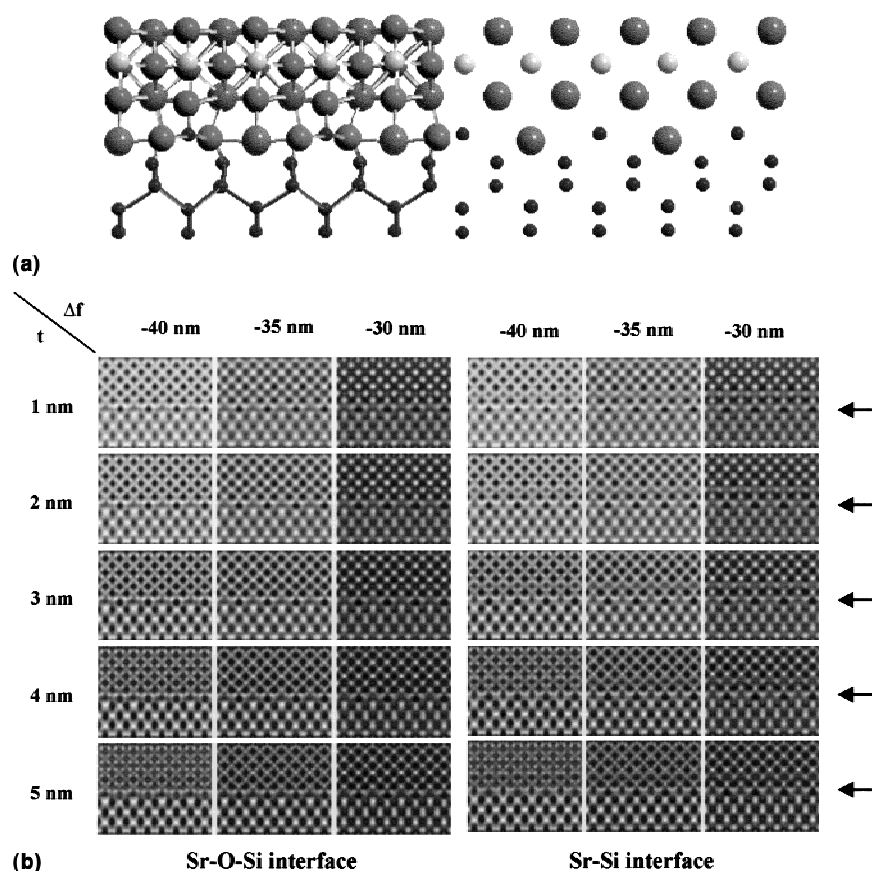 (a)
Δf
t
-40 nm -35 nm -30 nm -40 nm -35 nm -30 nm
1 nm
2 nm
3 nm
4 nm
5 nm
(b) Sr-O-Si interface Sr-Si interface